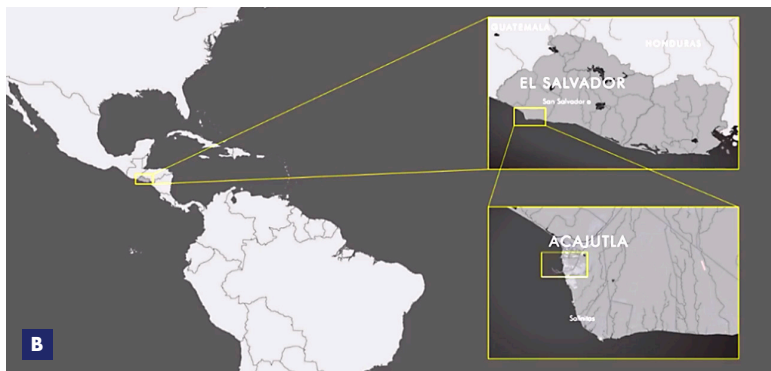 GUATEMALA
HONDURAS
EL SALVADOR
San Salvador
ACAJUTLA
Salinitas
B